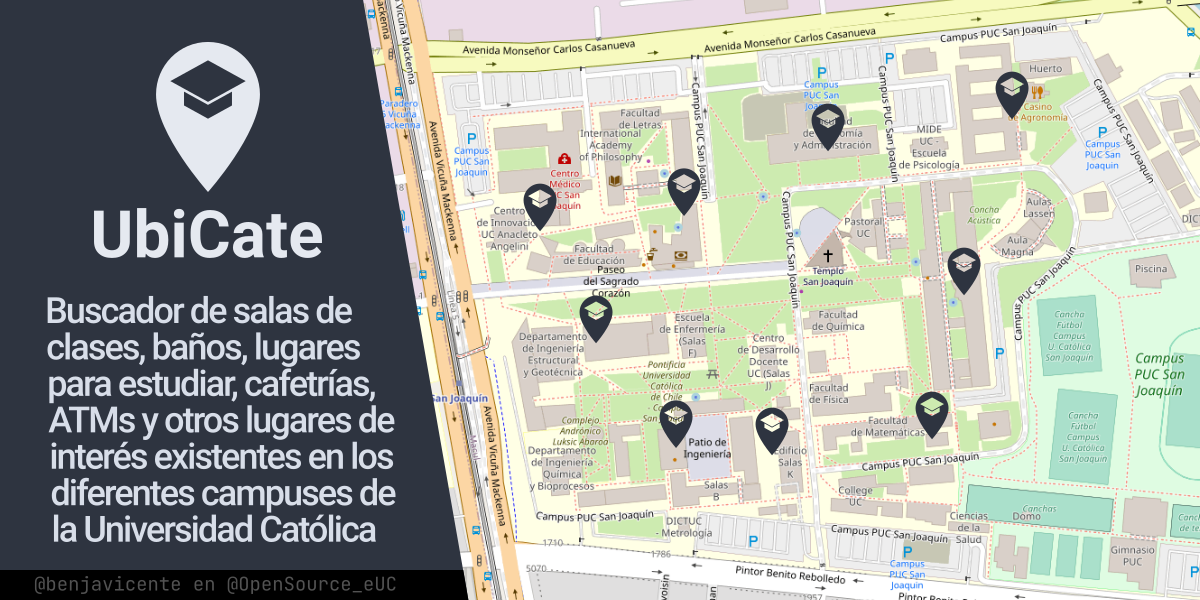 UbiCate
Buscador de salas de
clases, baños, lugares
para estudiar, cafetrías,
ATMs y otros lugares de
interés existentes en los
diferentes campuses de
la Universidad Católica
@benjavicente en @OpenSource_eUC
Avenida Vicuña Mackenna
Avenida Monseñor Carlos Casanueva
Avenida Monseñor Carlos Casanueva
Campus PUC San Joaquín
P
Campus
PUC San
Joaquín
P
Campus
PUC San
P
Huerto
Casino
de Agronomía
P
Campus
PUC San
Joaquín
Campus PUC San Joaquín
Campus PUC San Joaquín
Campus PUC San Joaquín
Facultad
de Letras
International
Academy
of Philosophy
Centro
Médico
UC San
Joaquín
y Administración
MIDE
UC -
Escuela
de Psicología
Avenida Vicuña Mackenna
Centro
de Innovación
UC Anacleto
Angelini
Facultad
de Educación
Paseo
del Sagrado
Corazón
Campus PUC San Joaquín
Pastoral
UC
Templo
San Joaquín
Concha
Acústica
Aulas
Lassen
Aula
Magna
Campus PUC San Joaquín
Piscina
Línea 5
Departamento
de Ingeniería
Estructural
y Geotécnica
Escuela
de Enfermería
(Salas
F)
Centro
de Desarrollo
Docente
UC (Salas
J)
Facultad
de Química
Facultad
de Física
P
Cancha
Fútbol
Campus
U. Católica
San Joaquín
Campus
PUC San
Joaquín
Pontificia
Universidad
Católica
de Chile
San Joaquín
Avenida Vicuña Mackenna
Complejo
Andrónico
Luksic Abaroa
Departamento
de Ingeniería
Química
y Bioprocesos
Patio de
Ingeniería
Salas
B
Edificio
Salas
K
Facultad
de Matemáticas
Cancha
Fútbol
Campus
U. Católica
San Joaquín
Campus PUC San Joaquín
College
UC
Canchas
Domo
Ciencias
de la
Salud
Gimnasio
PUC
Campus PUC San Joaquín
DICTUC
- Metrología
P
Campus PUC San Joaquín
P
Campus
PUC San
Joaquín
P
1710
1786
5070
1957
Pintor Benito Rebolledo
Pintor Benito Rebolledo